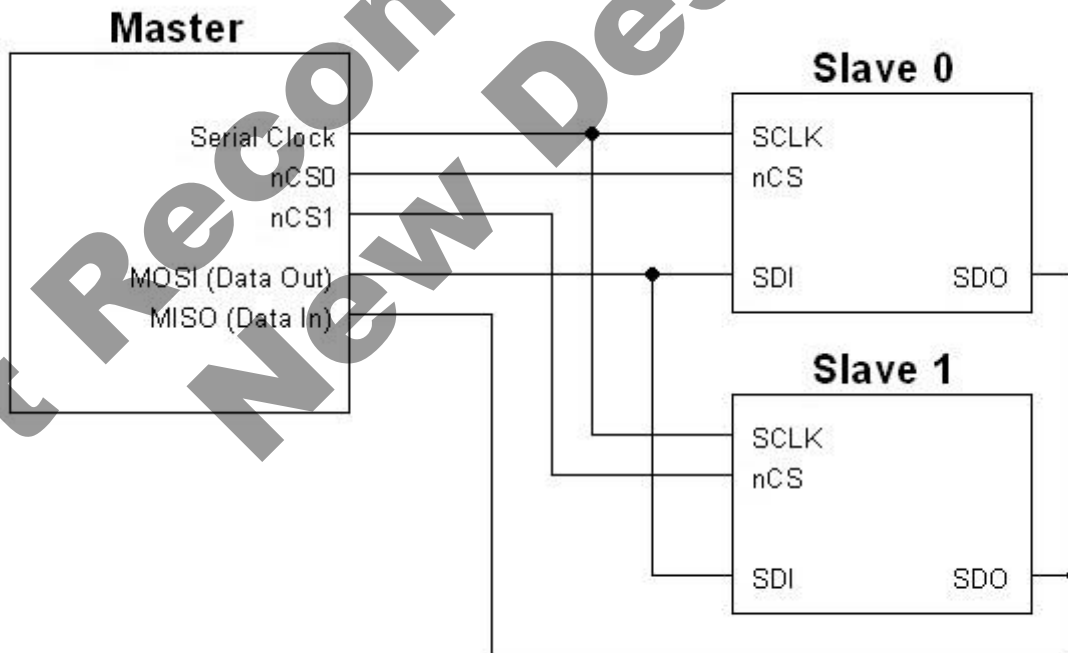 Master
Serial Clock
nCS0
nCS1
MOSI (Data Out)
MISO (Data In)
Slave 0
SCLK
nCS
SDI
SDO
Slave 1
SCLK
nCS
SDI
SDO